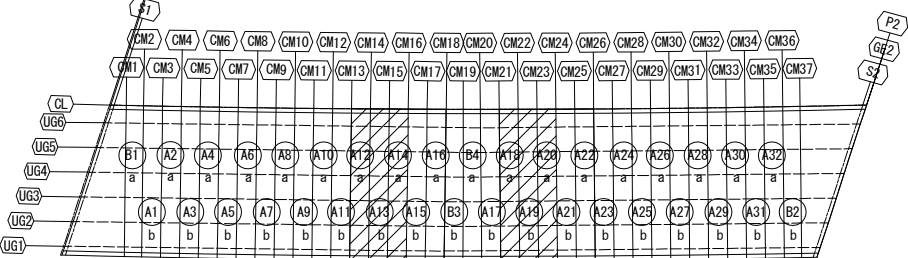 S1
P2
CM2 CM4 CM6 CM8 CM10 CM12 CM14 CM16 CM18 CM20 CM22 CM24 CM26 CM28 CM30 CM32 CM34 CM36
GE2
CM1 CM3 CM5 CM7 CM9 CM11 CM13 CM15 CM17 CM19 CM21 CM23 CM25 CM27 CM29 CM31 CM33 CM35 CM37
S2
CL
UG6
UG5
B1 A2 A4 A6 A8 A10 A12 A14 A16 B4 A18 A20 A22 A24 A26 A28 A30 A32
UG4
a a a a a a a a a a a a a a a a a a
UG3
A1 A3 A5 A7 A9 A11 A13 A15 B3 A17 A19 A21 A23 A25 A27 A29 A31 B2
UG2
b b b b b b b b b b b b b b b b b b
UG1